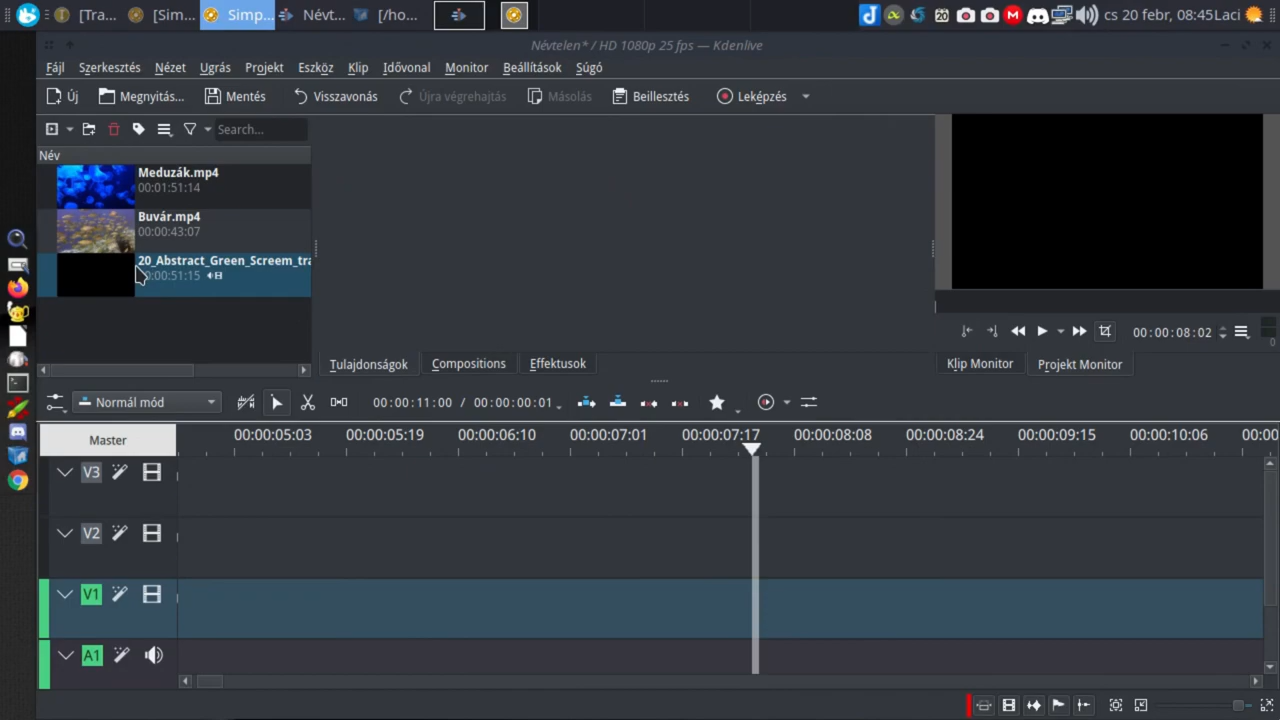 [Tra...
[Sim...
Simp...
Névt...
[/ho...
20
cs 20 febr, 08:45
Laci
Névtelen* / HD 1080p 25 fps — Kdenlive
Fájl
Szerkesztés
Nézet
Ugrás
Projekt
Eszköz
Klip
Idővonal
Monitor
Beállítások
Súgó
Új
Megnyitás...
Mentés
Visszavonás
Újra végrehajtás
Másolás
Beillesztés
Leképzés
Search...
Név
Meduzák.mp4
00:01:51:14
Buvár.mp4
00:00:43:07
20_Abstract_Green_Screem_tra
00:00:51:15
Tulajdonságok
Compositions
Effektusok
00:00:08:02
Klip Monitor
Projekt Monitor
Normál mód
00:00:11:00 / 00:00:00:01
Master
00:00:05:03
00:00:05:19
00:00:06:10
00:00:07:01
00:00:07:17
00:00:08:08
00:00:08:24
00:00:09:15
00:00:10:06
00:00
V3
V2
V1
A1